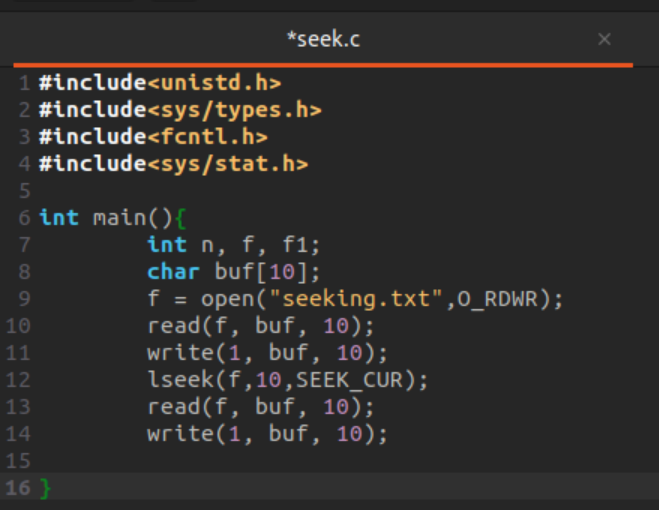 *seek.c ×
1 #include<unistd.h>
2 #include<sys/types.h>
3 #include<fcntl.h>
4 #include<sys/stat.h>
5
6 int main(){
7         int n, f, f1;
8         char buf[10];
9         f = open("seeking.txt",O_RDWR);
10         read(f, buf, 10);
11         write(1, buf, 10);
12         lseek(f,10,SEEK_CUR);
13         read(f, buf, 10);
14         write(1, buf, 10);
15
16 }